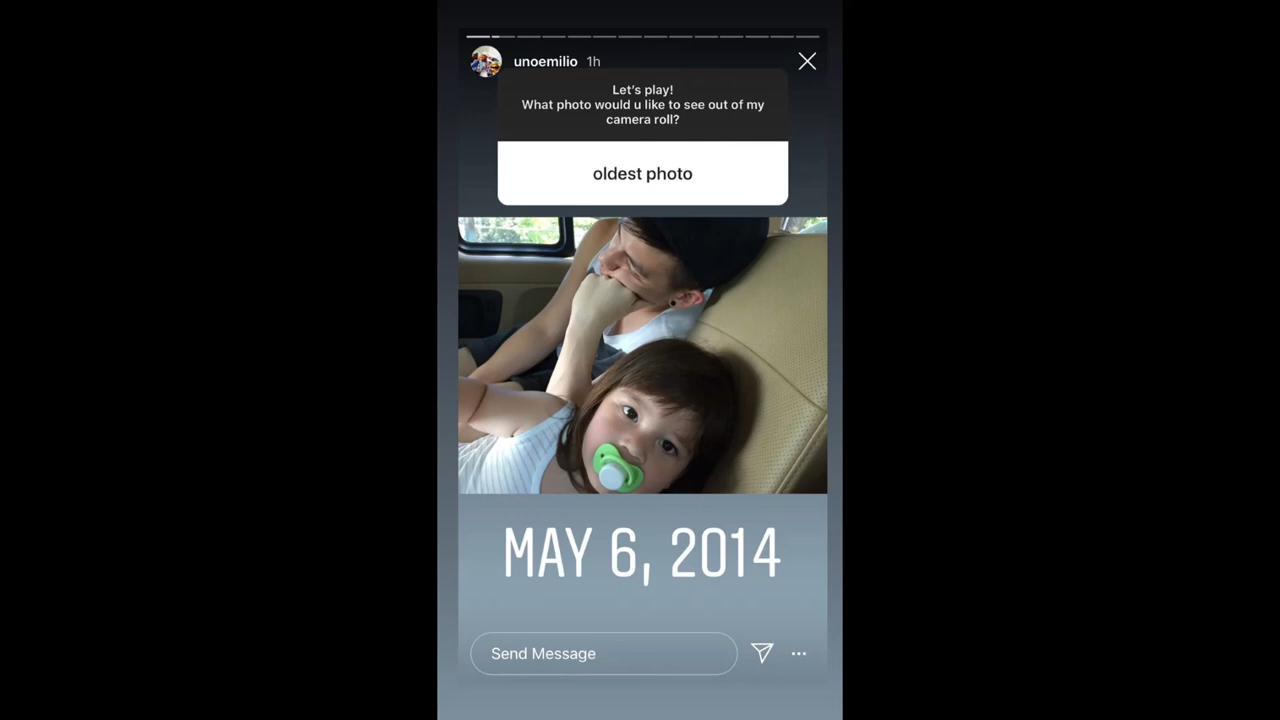 unoemilio 1h
Let's play!
What photo would u like to see out of my
camera roll?
oldest photo
MAY 6, 2014
Send Message